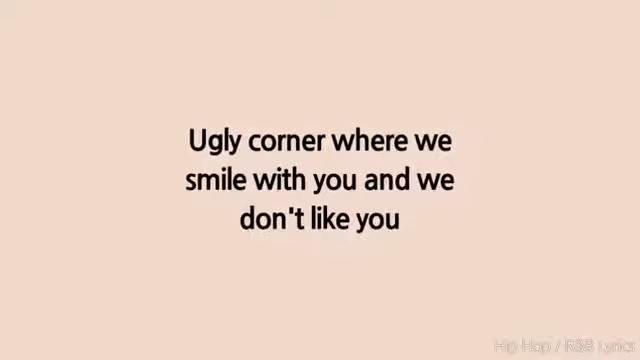 Ugly corner where we
smile with you and we
don't like you
Hip Hop / R&B Lyrics